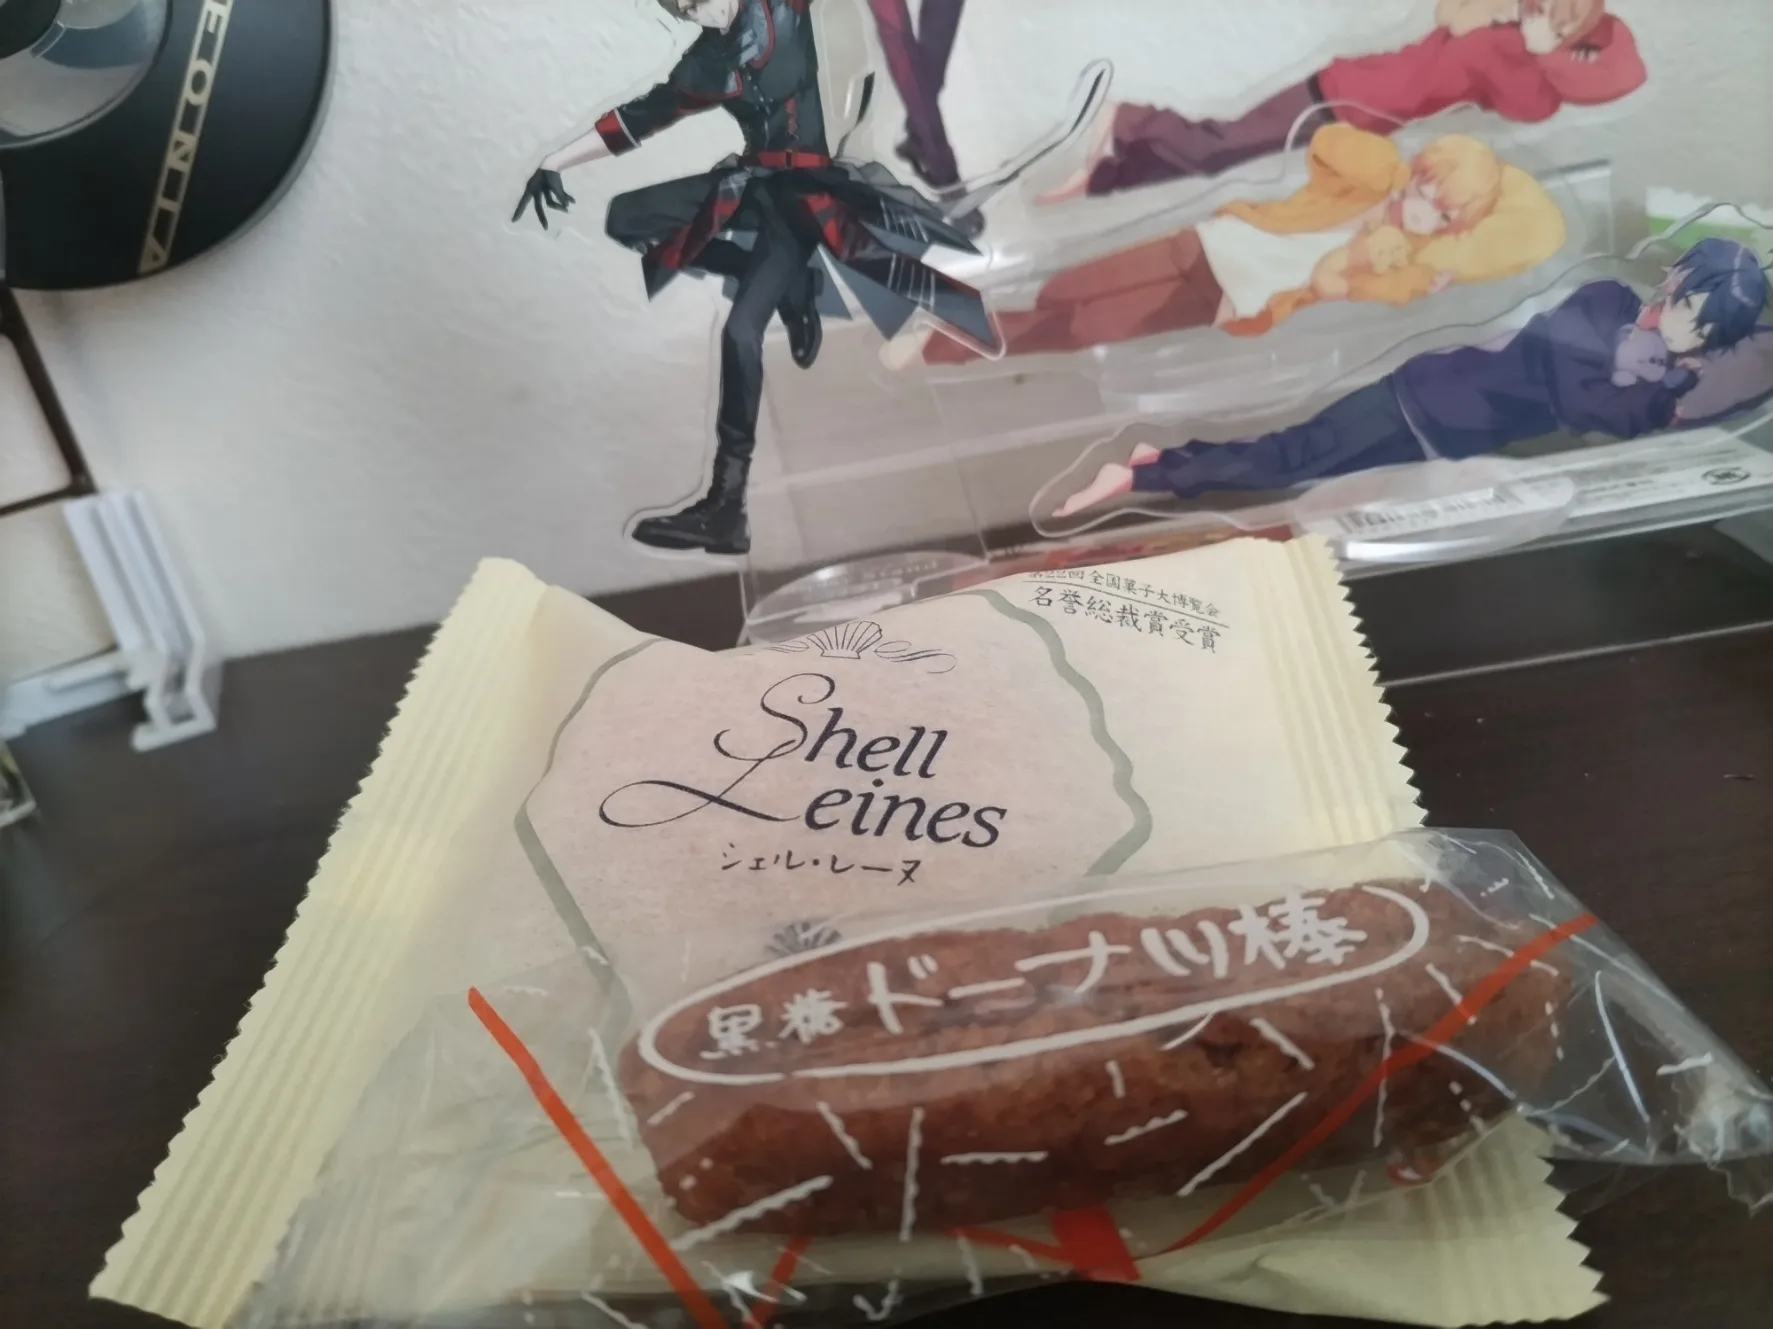 第22回全国菓子大博覧会
名誉総裁賞受賞
Shell
Leines
シェル・レーヌ
黒糖ドーナツ棒